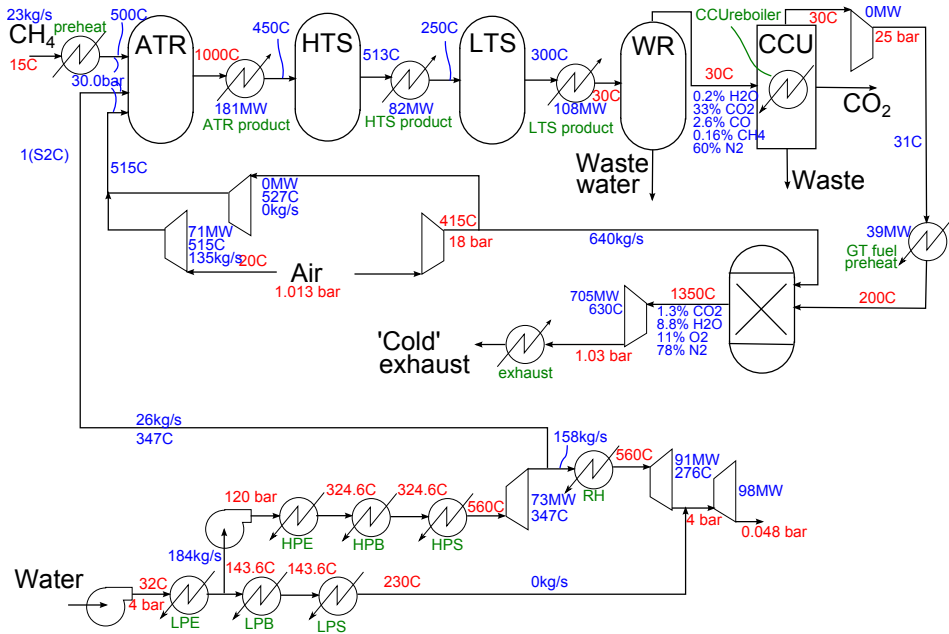 23kg/s
CH4
15C
preheat
500C
30.0bar
ATR
1000C
181MW
ATR product
450C
HTS
513C
82MW
HTS product
250C
LTS
300C
108MW
30C
LTS product
WR
Waste
water
30C
0.2% H2O
33% CO2
2.6% CO
0.16% CH4
60% N2
CCUreboiler
CCU
30C
CO2
Waste
0MW
25 bar
31C
39MW
GT fuel
preheat
200C
1(S2C)
515C
0MW
527C
0kg/s
71MW
515C
135kg/s
20C
Air
1.013 bar
415C
18 bar
640kg/s
1350C
1.3% CO2
8.8% H2O
11% O2
78% N2
705MW
630C
1.03 bar
'Cold'
exhaust
exhaust
26kg/s
347C
158kg/s
RH
560C
91MW
276C
98MW
4 bar
0.048 bar
120 bar
324.6C
324.6C
560C
73MW
347C
HPE
HPB
HPS
184kg/s
Water
32C
4 bar
143.6C
143.6C
230C
0kg/s
LPE
LPB
LPS